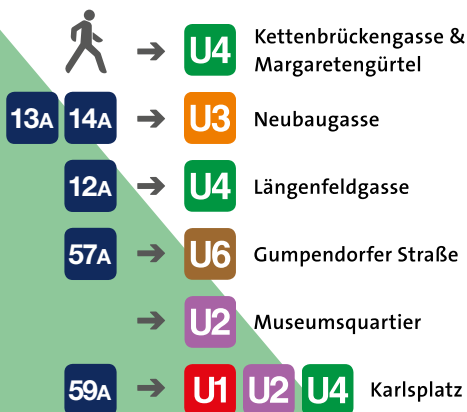 U4 Kettenbrückengasse &
Margaretengürtel
13A 14A U3 Neubaugasse
12A U4 Längenfeldgasse
57A U6 Gumpendorfer Straße
U2 Museumsquartier
59A U1 U2 U4 Karlsplatz